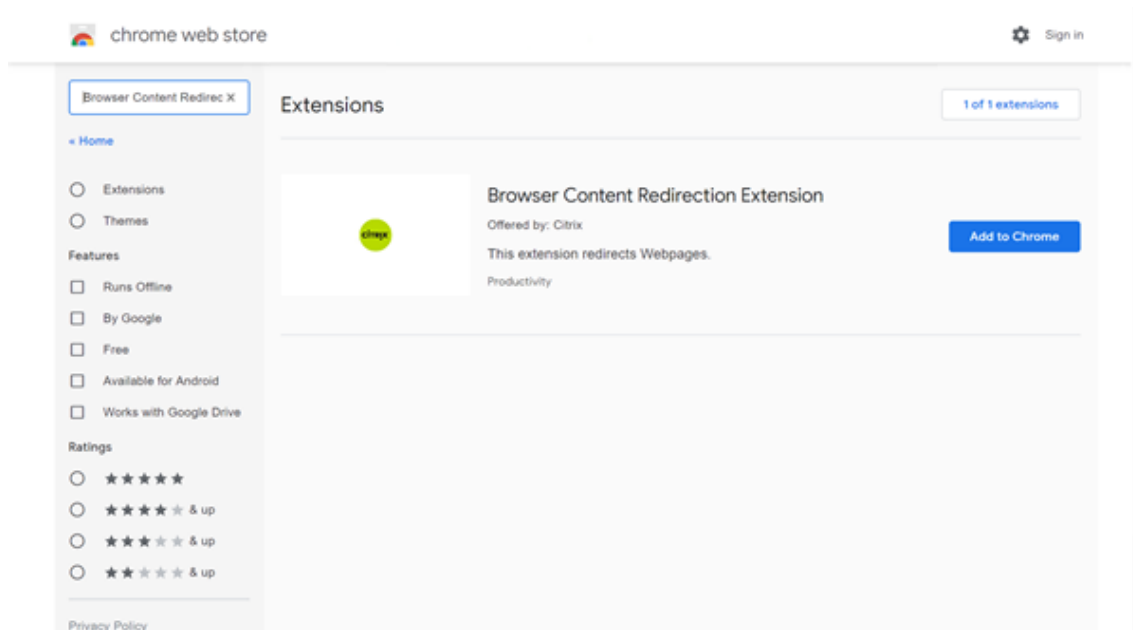 chrome web store
Sign in
Browser Content Redirec
« Home
Extensions
Themes
Features
Runs Offline
By Google
Free
Available for Android
Works with Google Drive
Ratings
& up
& up
& up
Privacy Policy
Extensions
1 of 1 extensions
citrix
Browser Content Redirection Extension
Offered by: Citrix
This extension redirects Webpages.
Productivity
Add to Chrome